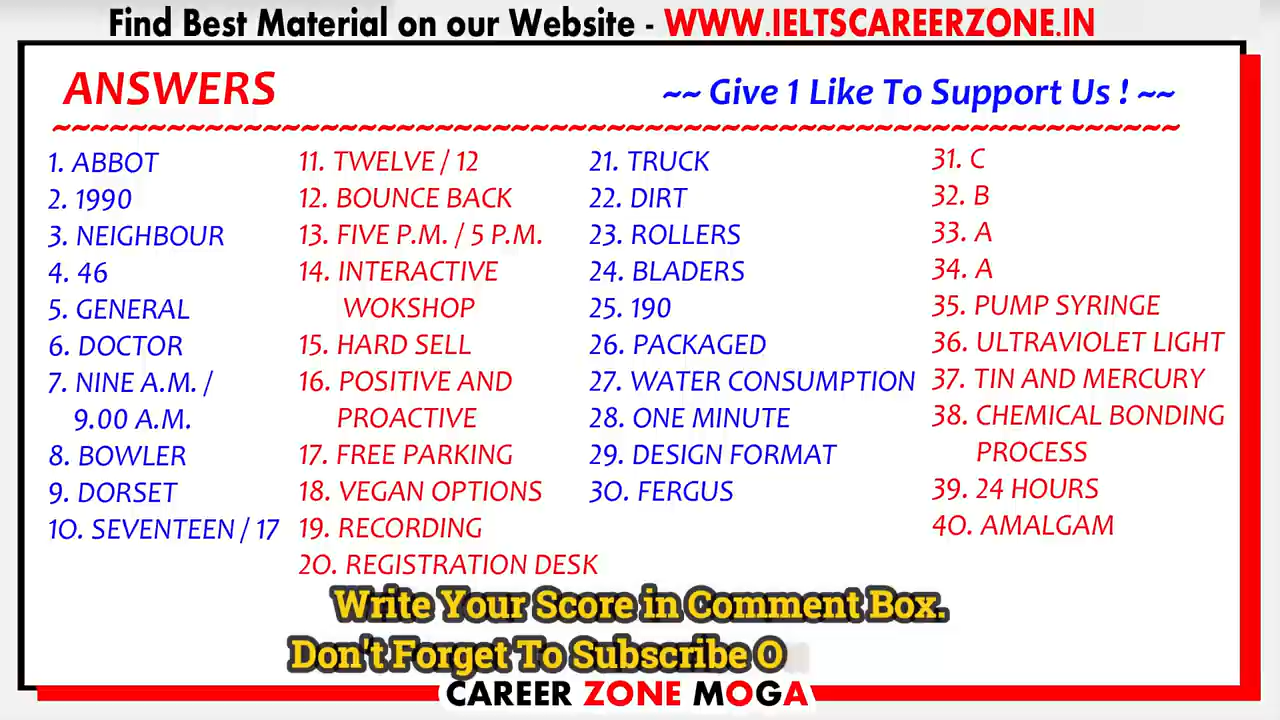 Find Best Material on our Website - WWW.IELTSCAREERZONE.IN
ANSWERS
~~ Give 1 Like To Support Us ! ~~
1. ABBOT
2. 1990
3. NEIGHBOUR
4. 46
5. GENERAL
6. DOCTOR
7. NINE A.M. /
9.00 A.M.
8. BOWLER
9. DORSET
10. SEVENTEEN / 17
11. TWELVE / 12
12. BOUNCE BACK
13. FIVE P.M. / 5 P.M.
14. INTERACTIVE
WOKSHOP
15. HARD SELL
16. POSITIVE AND
PROACTIVE
17. FREE PARKING
18. VEGAN OPTIONS
19. RECORDING
20. REGISTRATION DESK
21. TRUCK
22. DIRT
23. ROLLERS
24. BLADERS
25. 190
26. PACKAGED
27. WATER CONSUMPTION
28. ONE MINUTE
29. DESIGN FORMAT
30. FERGUS
31. C
32. B
33. A
34. A
35. PUMP SYRINGE
36. ULTRAVIOLET LIGHT
37. TIN AND MERCURY
38. CHEMICAL BONDING
PROCESS
39. 24 HOURS
40. AMALGAM
Write Your Score in Comment Box.
Don't Forget To Subscribe O
CAREER ZONE MOGA